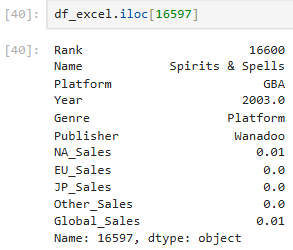 [40]: df_excel.iloc[16597]
[40]: Rank 16600
Name Spirits & Spells
Platform GBA
Year 2003.0
Genre Platform
Publisher Wanadoo
NA_Sales 0.01
EU_Sales 0.0
JP_Sales 0.0
Other_Sales 0.0
Global_Sales 0.01
Name: 16597, dtype: object